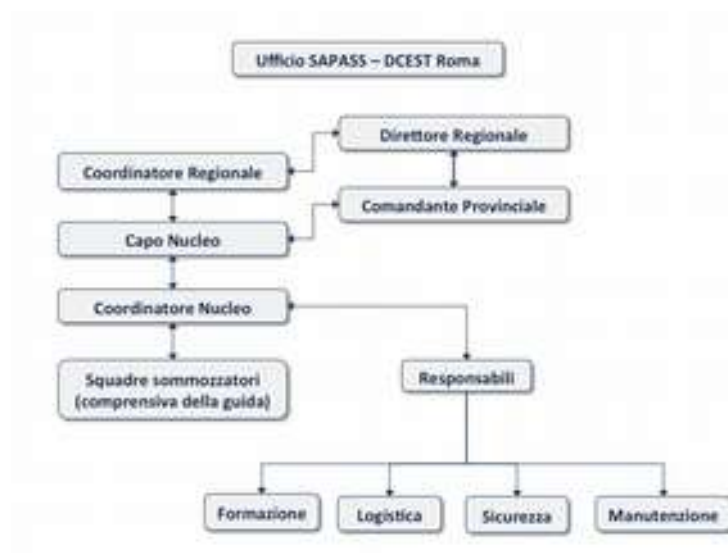 Ufficio SAPASS – DCEST Roma
Direttore Regionale
Coordinatore Regionale
Comandante Provinciale
Capo Nucleo
Coordinatore Nucleo
Squadre sommozzatori
(comprensiva della guida)
Responsabili
Formazione
Logistica
Sicurezza
Manutenzione